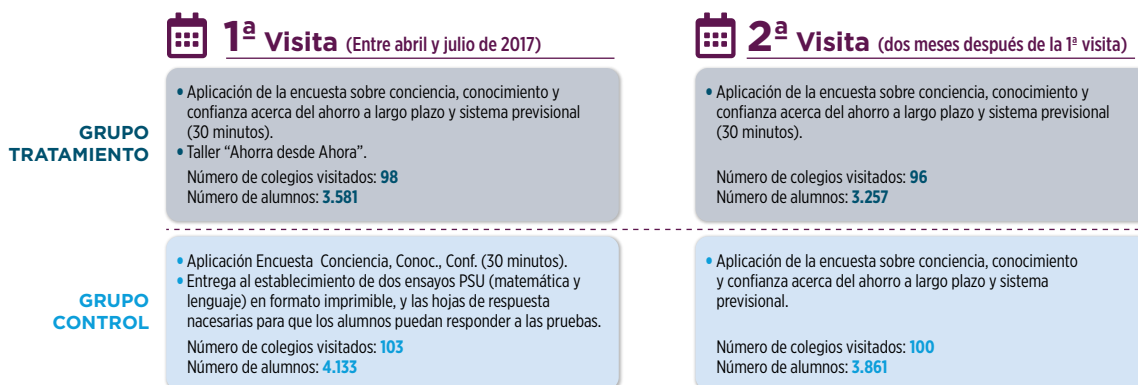 1ª Visita (Entre abril y julio de 2017)
2ª Visita (dos meses después de la 1ª visita)
GRUPO
TRATAMIENTO
• Aplicación de la encuesta sobre conciencia, conocimiento y
confianza acerca del ahorro a largo plazo y sistema previsional
(30 minutos).
• Taller “Ahorra desde Ahora”.
Número de colegios visitados: 98
Número de alumnos: 3.581
• Aplicación de la encuesta sobre conciencia, conocimiento y
confianza acerca del ahorro a largo plazo y sistema previsional
(30 minutos).
Número de colegios visitados: 96
Número de alumnos: 3.257
GRUPO
CONTROL
• Aplicación Encuesta Conciencia, Conoc., Conf. (30 minutos).
• Entrega al establecimiento de dos ensayos PSU (matemática y
lenguaje) en formato imprimible, y las hojas de respuesta
necesarias para que los alumnos puedan responder a las pruebas.
Número de colegios visitados: 103
Número de alumnos: 4.133
• Aplicación de la encuesta sobre conciencia, conocimiento
y confianza acerca del ahorro a largo plazo y sistema
previsional.
Número de colegios visitados: 100
Número de alumnos: 3.861